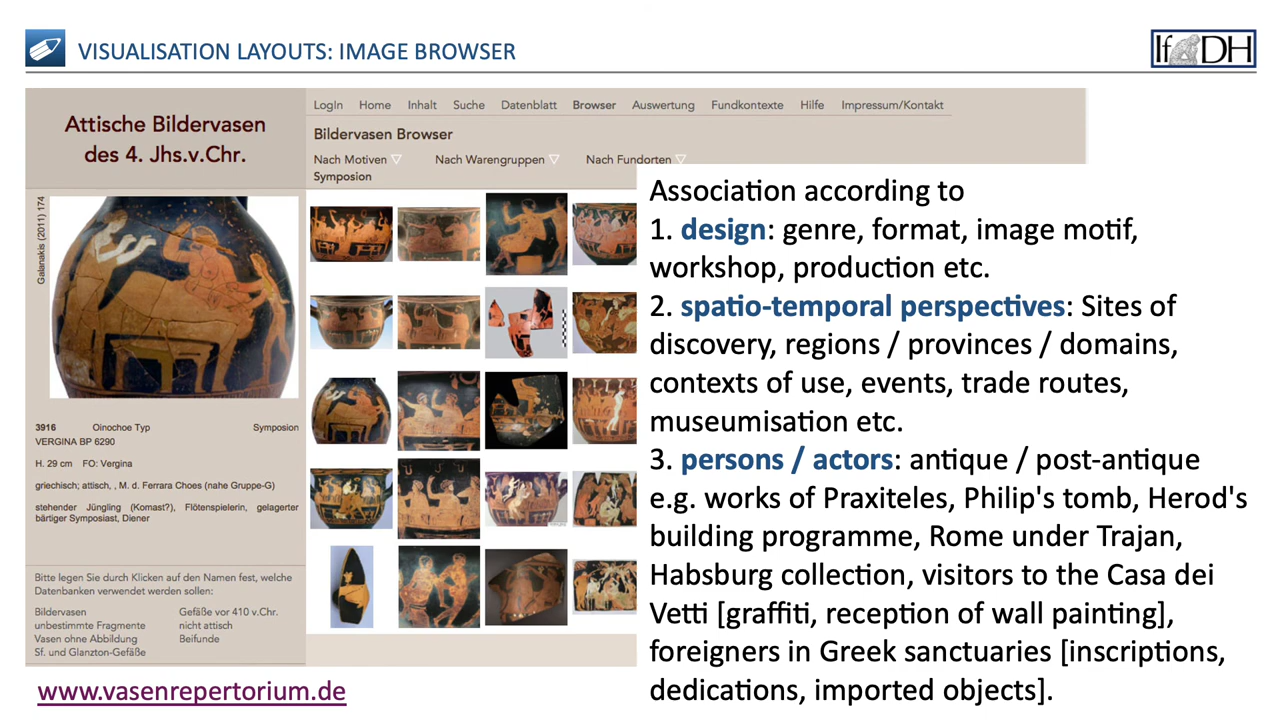 VISUALISATION LAYOUTS: IMAGE BROWSER
IfDH
Attische Bildervasen
des 4. Jhs.v.Chr.
LogIn Home Inhalt Suche Datenblatt Browser Auswertung Fundkontexte Hilfe Impressum/Kontakt
Bildervasen Browser
Nach Motiven Nach Warengruppen Nach Fundorten
Symposion
Galanakis (2011) 174
3916 Oinochoe Typ Symposion
VERGINA BP 6290
H. 29 cm FO: Vergina
griechisch; attisch, , M. d. Ferrara Choes (nahe Gruppe-G)
stehender Jüngling (Komast?), Flötenspielerin, gelagerter
bärtiger Symposiast, Diener
Bitte legen Sie durch Klicken auf den Namen fest, welche
Datenbanken verwendet werden sollen:
Bildervasen Gefäße vor 410 v.Chr.
unbestimmte Fragmente nicht attisch
Vasen ohne Abbildung Beifunde
Sf. und Glanzton-Gefäße
www.vasenrepertorium.de
Association according to
1. design: genre, format, image motif,
workshop, production etc.
2. spatio-temporal perspectives: Sites of
discovery, regions / provinces / domains,
contexts of use, events, trade routes,
museumisation etc.
3. persons / actors: antique / post-antique
e.g. works of Praxiteles, Philip's tomb, Herod's
building programme, Rome under Trajan,
Habsburg collection, visitors to the Casa dei
Vetti [graffiti, reception of wall painting],
foreigners in Greek sanctuaries [inscriptions,
dedications, imported objects].